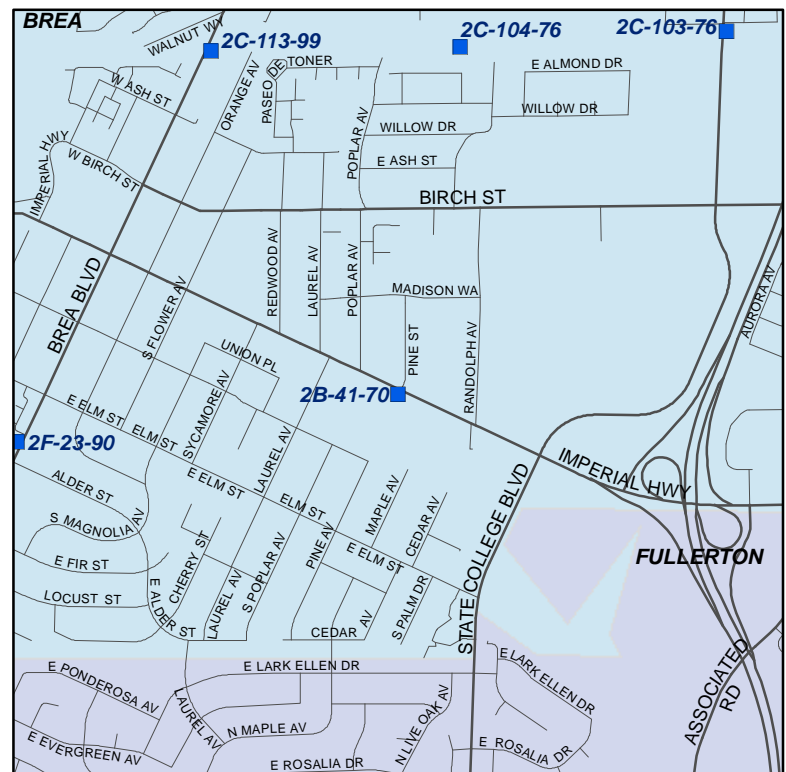 BREA
WALNUT WY
2C-113-99
2C-104-76
2C-103-76
ORANGE AV
PASEO DE
TONER
E ALMOND DR
W ASH ST
POPLAR AV
WILLOW DR
WILLOW DR
IMPERIAL HWY
W BIRCH ST
E ASH ST
BIRCH ST
BREA BLVD
S FLOWER AV
REDWOOD AV
LAUREL AV
POPLAR AV
MADISON WA
AURORA AV
UNION PL
PINE ST
RANDOLPH AV
SYCAMORE AV
2B-41-70
E ELM ST
ELM ST
2F-23-90
E ELM ST
LAUREL AV
ELM ST
MAPLE AV
CEDAR AV
IMPERIAL HWY
ALDER ST
S MAGNOLIA AV
STATE COLLEGE BLVD
E FIR ST
CHERRY ST
PINE AV
E ELM ST
FULLERTON
LOCUST ST
E ALDER ST
LAUREL AV
S POPLAR AV
CEDAR AV
S PALM DR
E LARK ELLEN DR
E LARK ELLEN DR
ASSOCIATED
RD
E PONDEROSA AV
LAUREL AV
N MAPLE AV
N LIVE OAK AV
E EVERGREEN AV
E ROSALIA DR
E ROSALIA DR